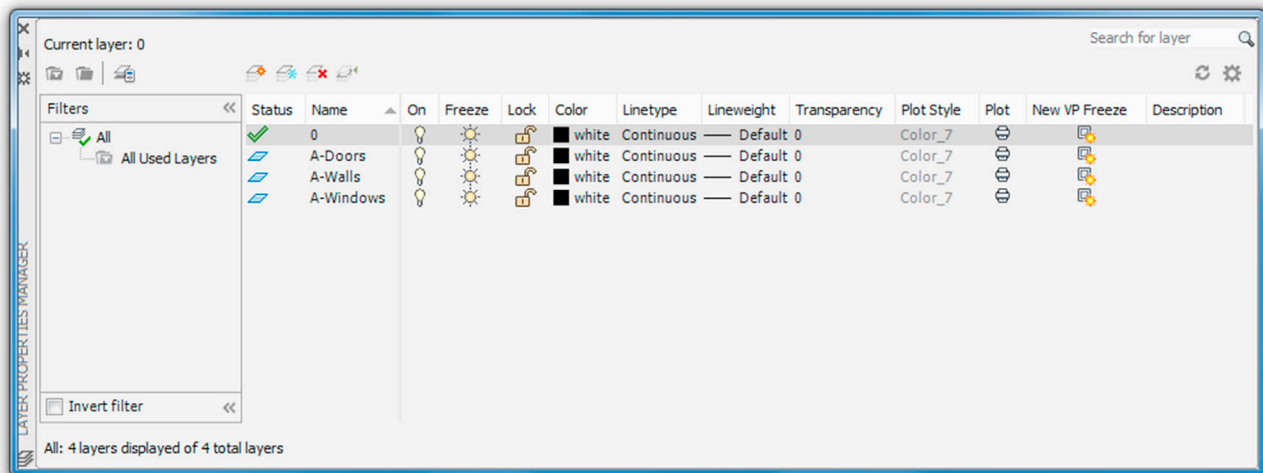 Current layer: 0
Search for layer
Filters
Status Name On Freeze Lock Color Linetype Lineweight Transparency Plot Style Plot New VP Freeze Description
All
All Used Layers
0 white Continuous Default 0 Color_7
A-Doors white Continuous Default 0 Color_7
A-Walls white Continuous Default 0 Color_7
A-Windows white Continuous Default 0 Color_7
LAYER PROPERTIES MANAGER
Invert filter
All: 4 layers displayed of 4 total layers